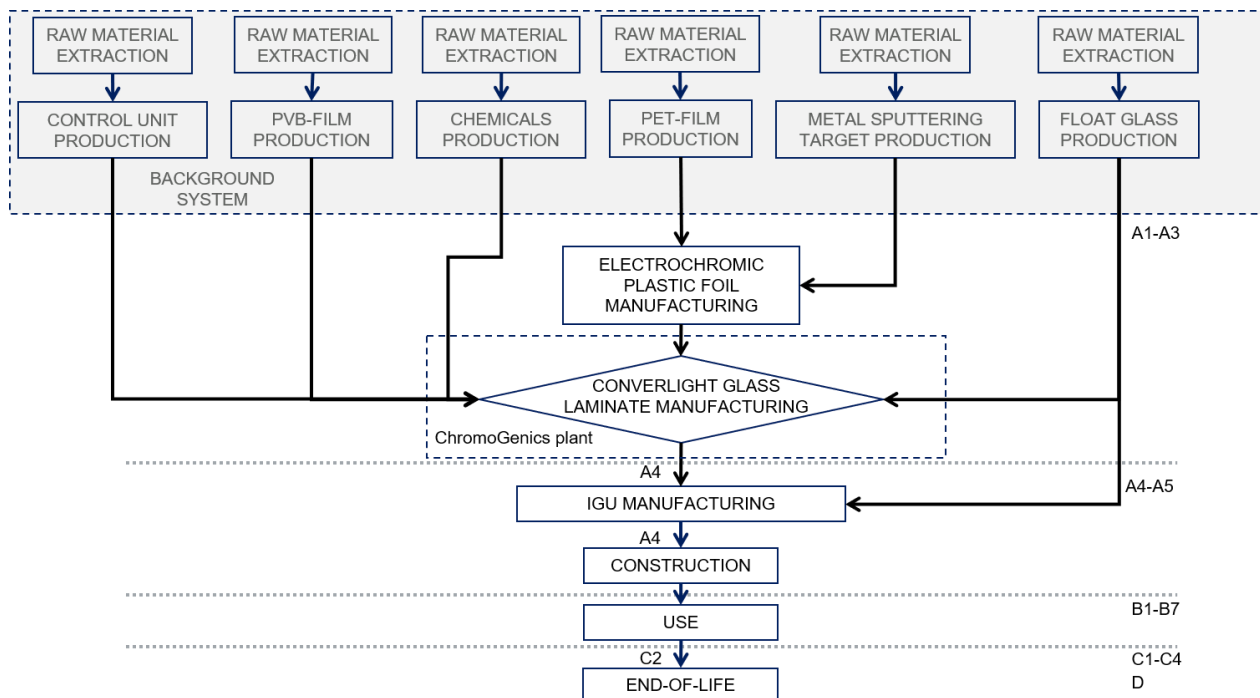 RAW MATERIAL
EXTRACTION
RAW MATERIAL
EXTRACTION
RAW MATERIAL
EXTRACTION
RAW MATERIAL
EXTRACTION
RAW MATERIAL
EXTRACTION
RAW MATERIAL
EXTRACTION
CONTROL UNIT
PRODUCTION
PVB-FILM
PRODUCTION
CHEMICALS
PRODUCTION
PET-FILM
PRODUCTION
METAL SPUTTERING
TARGET PRODUCTION
FLOAT GLASS
PRODUCTION
BACKGROUND
SYSTEM
A1-A3
ELECTROCHROMIC
PLASTIC FOIL
MANUFACTURING
CONVERLIGHT GLASS
LAMINATE MANUFACTURING
ChromoGenics plant
A4
A4-A5
IGU MANUFACTURING
A4
CONSTRUCTION
B1-B7
USE
C2
C1-C4
END-OF-LIFE
D